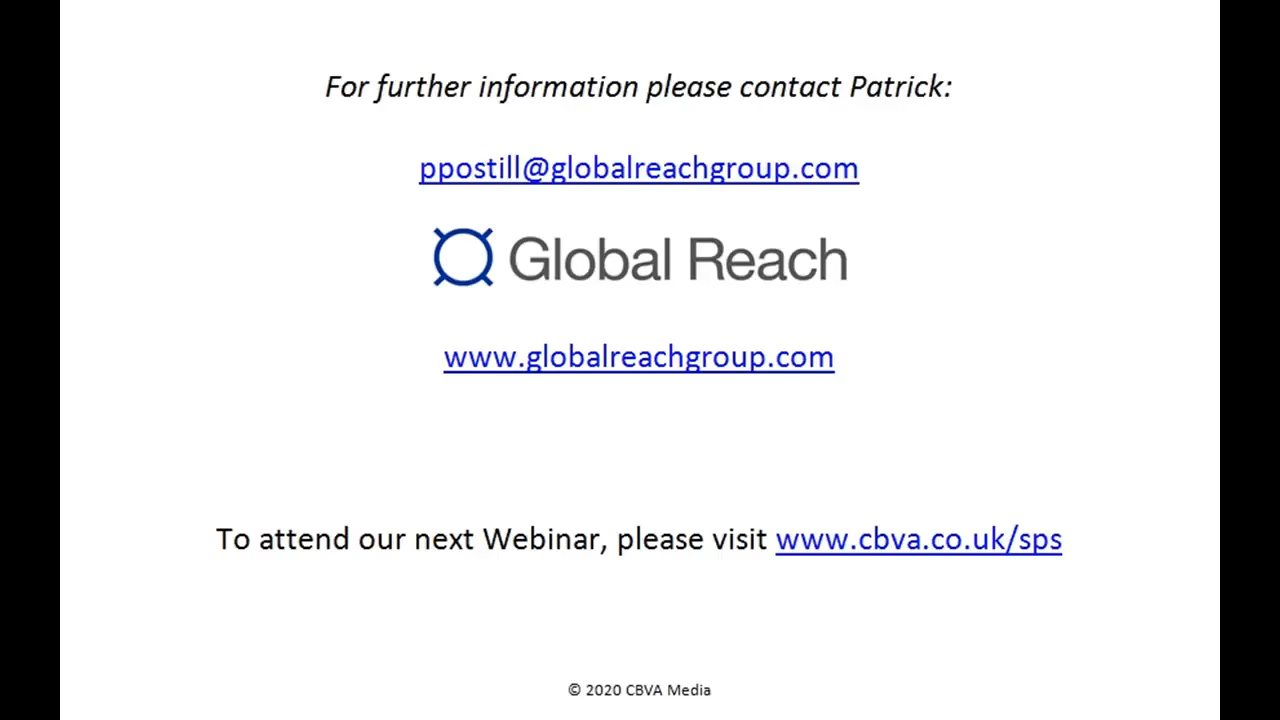 For further information please contact Patrick:
ppostill@globalreachgroup.com
Global Reach
www.globalreachgroup.com
To attend our next Webinar, please visit www.cbva.co.uk/sps
© 2020 CBVA Media